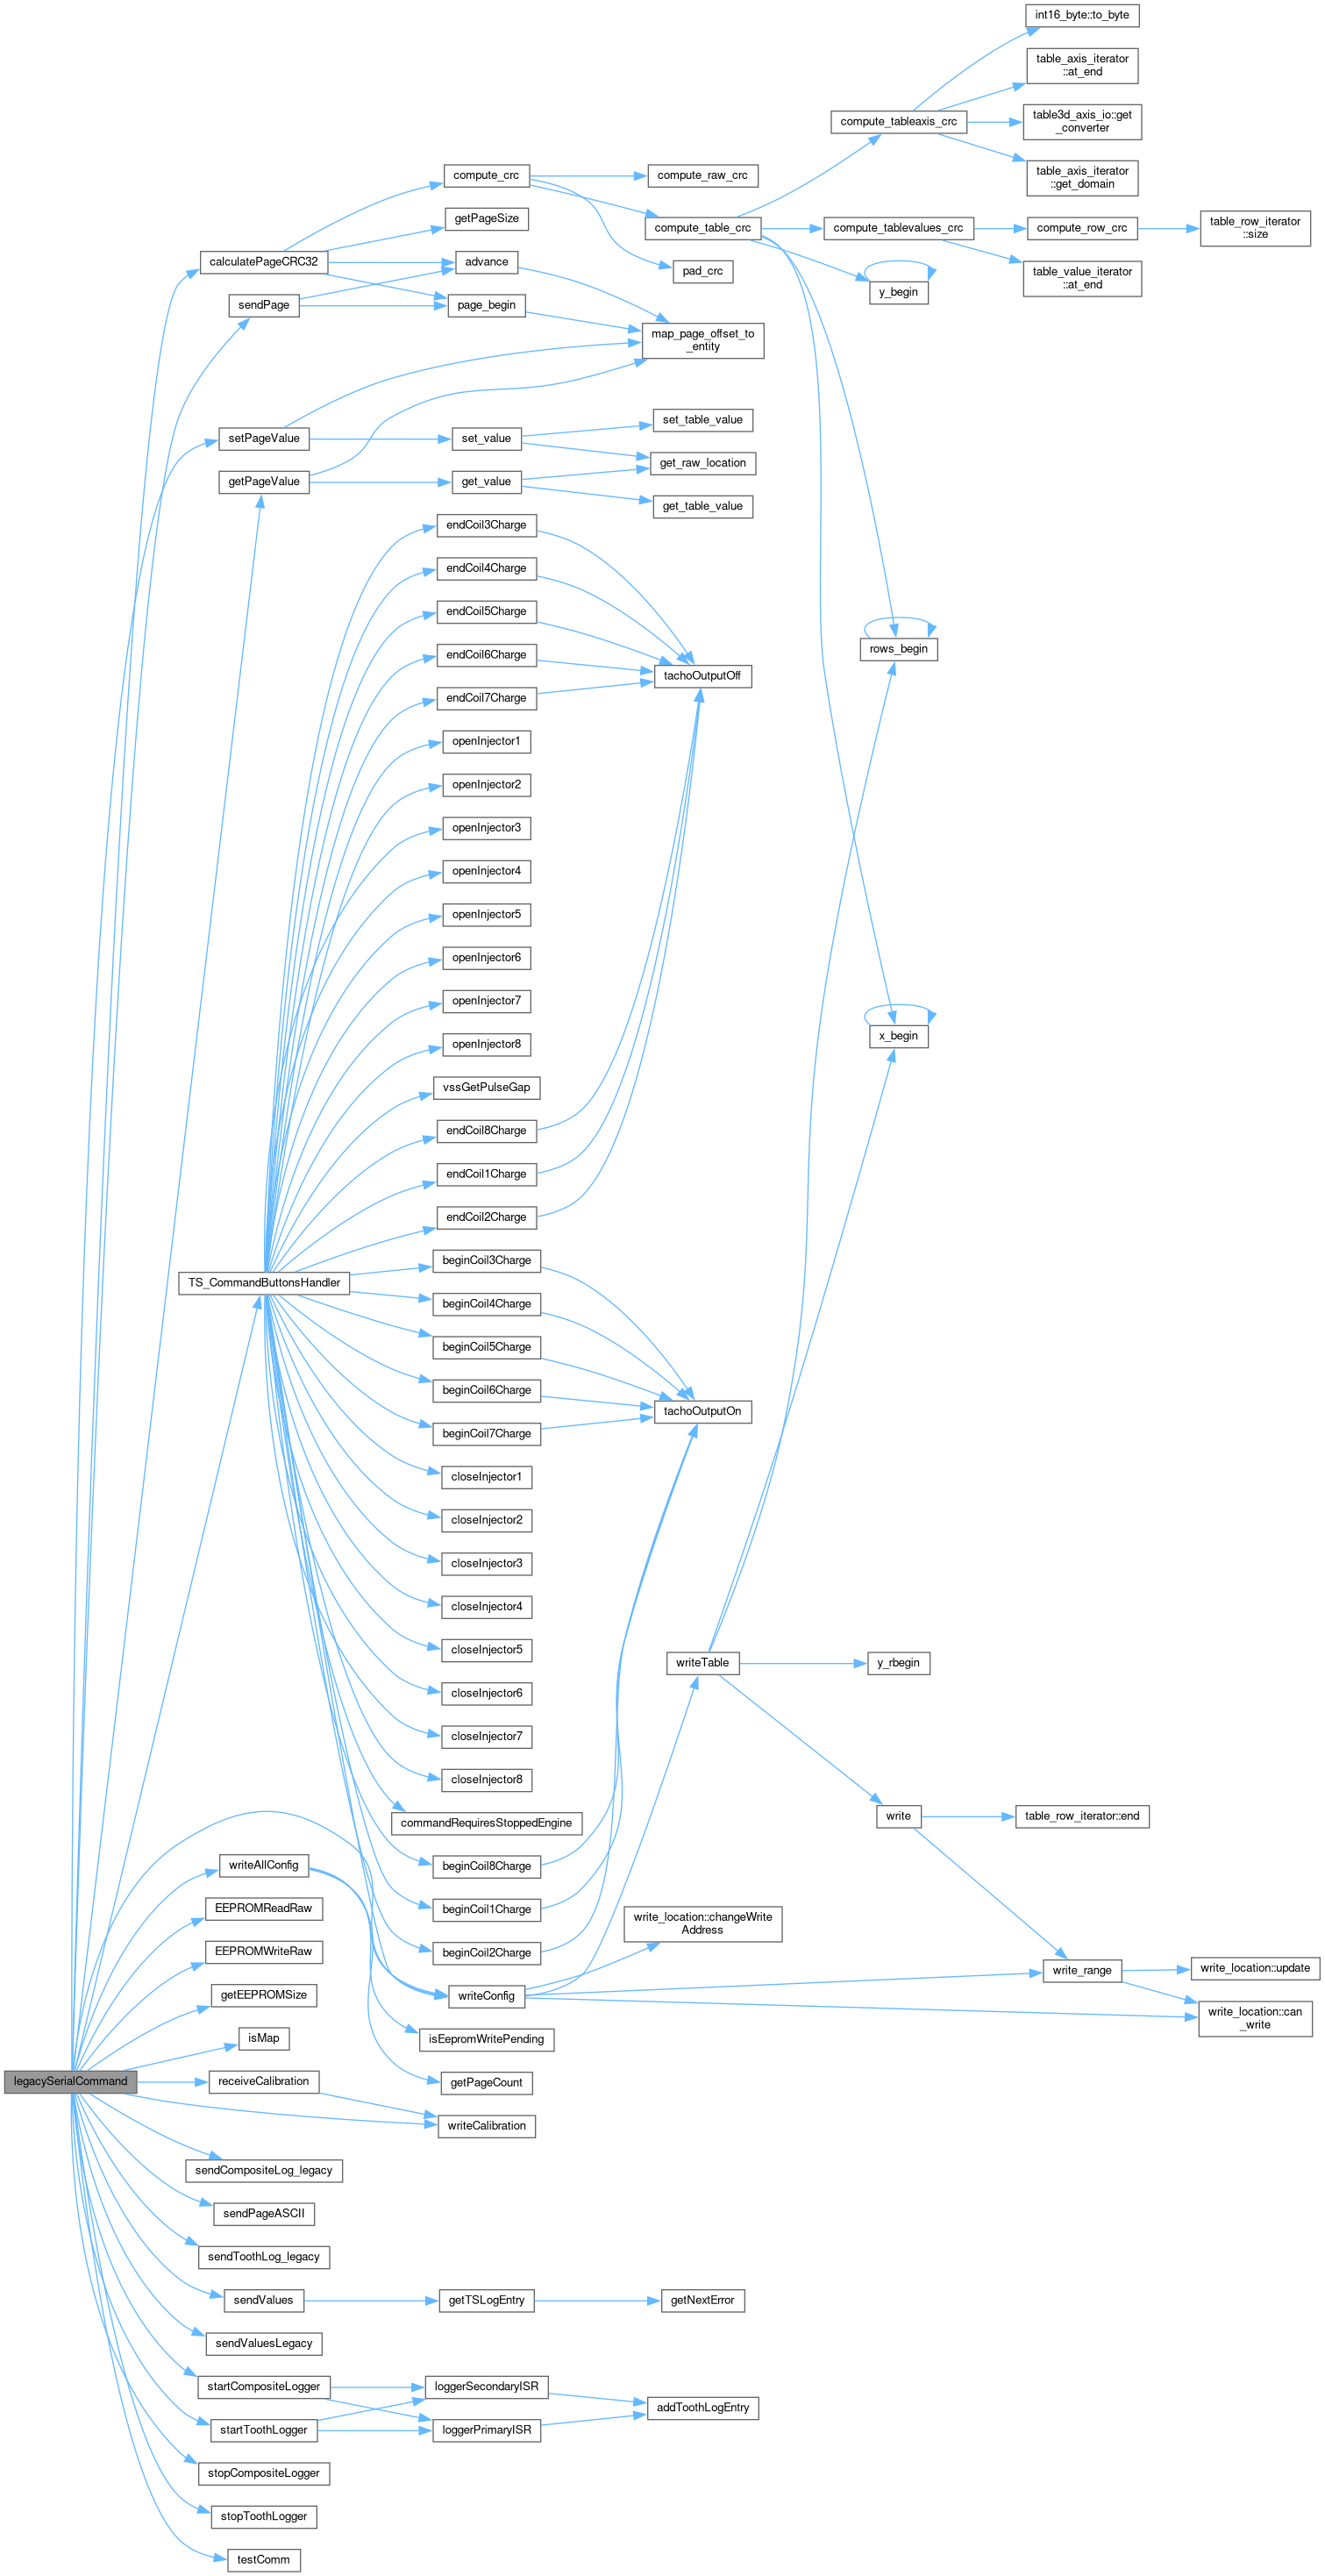 int16_byte::to_byte
table_axis_iterator
::at_end
compute_tableaxis_crc
table3d_axis_io::get
_converter
compute_crc
compute_raw_crc
table_axis_iterator
::get_domain
getPageSize
compute_table_crc
compute_tablevalues_crc
compute_row_crc
table_row_iterator
::size
calculatePageCRC32
advance
pad_crc
table_value_iterator
::at_end
y_begin
sendPage
page_begin
map_page_offset_to
_entity
set_table_value
setPageValue
set_value
get_raw_location
getPageValue
get_value
get_table_value
endCoil3Charge
endCoil4Charge
endCoil5Charge
endCoil6Charge
rows_begin
tachoOutputOff
endCoil7Charge
openInjector1
openInjector2
openInjector3
openInjector4
openInjector5
openInjector6
openInjector7
x_begin
openInjector8
vssGetPulseGap
endCoil8Charge
endCoil1Charge
endCoil2Charge
beginCoil3Charge
TS_CommandButtonsHandler
beginCoil4Charge
beginCoil5Charge
beginCoil6Charge
tachoOutputOn
beginCoil7Charge
closeInjector1
closeInjector2
closeInjector3
closeInjector4
closeInjector5
writeTable
y_rbegin
closeInjector6
closeInjector7
closeInjector8
write
table_row_iterator::end
commandRequiresStoppedEngine
writeAllConfig
beginCoil8Charge
EEPROMReadRaw
beginCoil1Charge
write_location::changeWrite
Address
EEPROMWriteRaw
beginCoil2Charge
write_range
write_location::update
getEEPROMSize
writeConfig
write_location::can
_write
isMap
isEepromWritePending
legacySerialCommand
receiveCalibration
getPageCount
writeCalibration
sendCompositeLog_legacy
sendPageASCII
sendToothLog_legacy
sendValues
getTSLogEntry
getNextError
sendValuesLegacy
startCompositeLogger
loggerSecondaryISR
addToothLogEntry
startToothLogger
loggerPrimaryISR
stopCompositeLogger
stopToothLogger
testComm